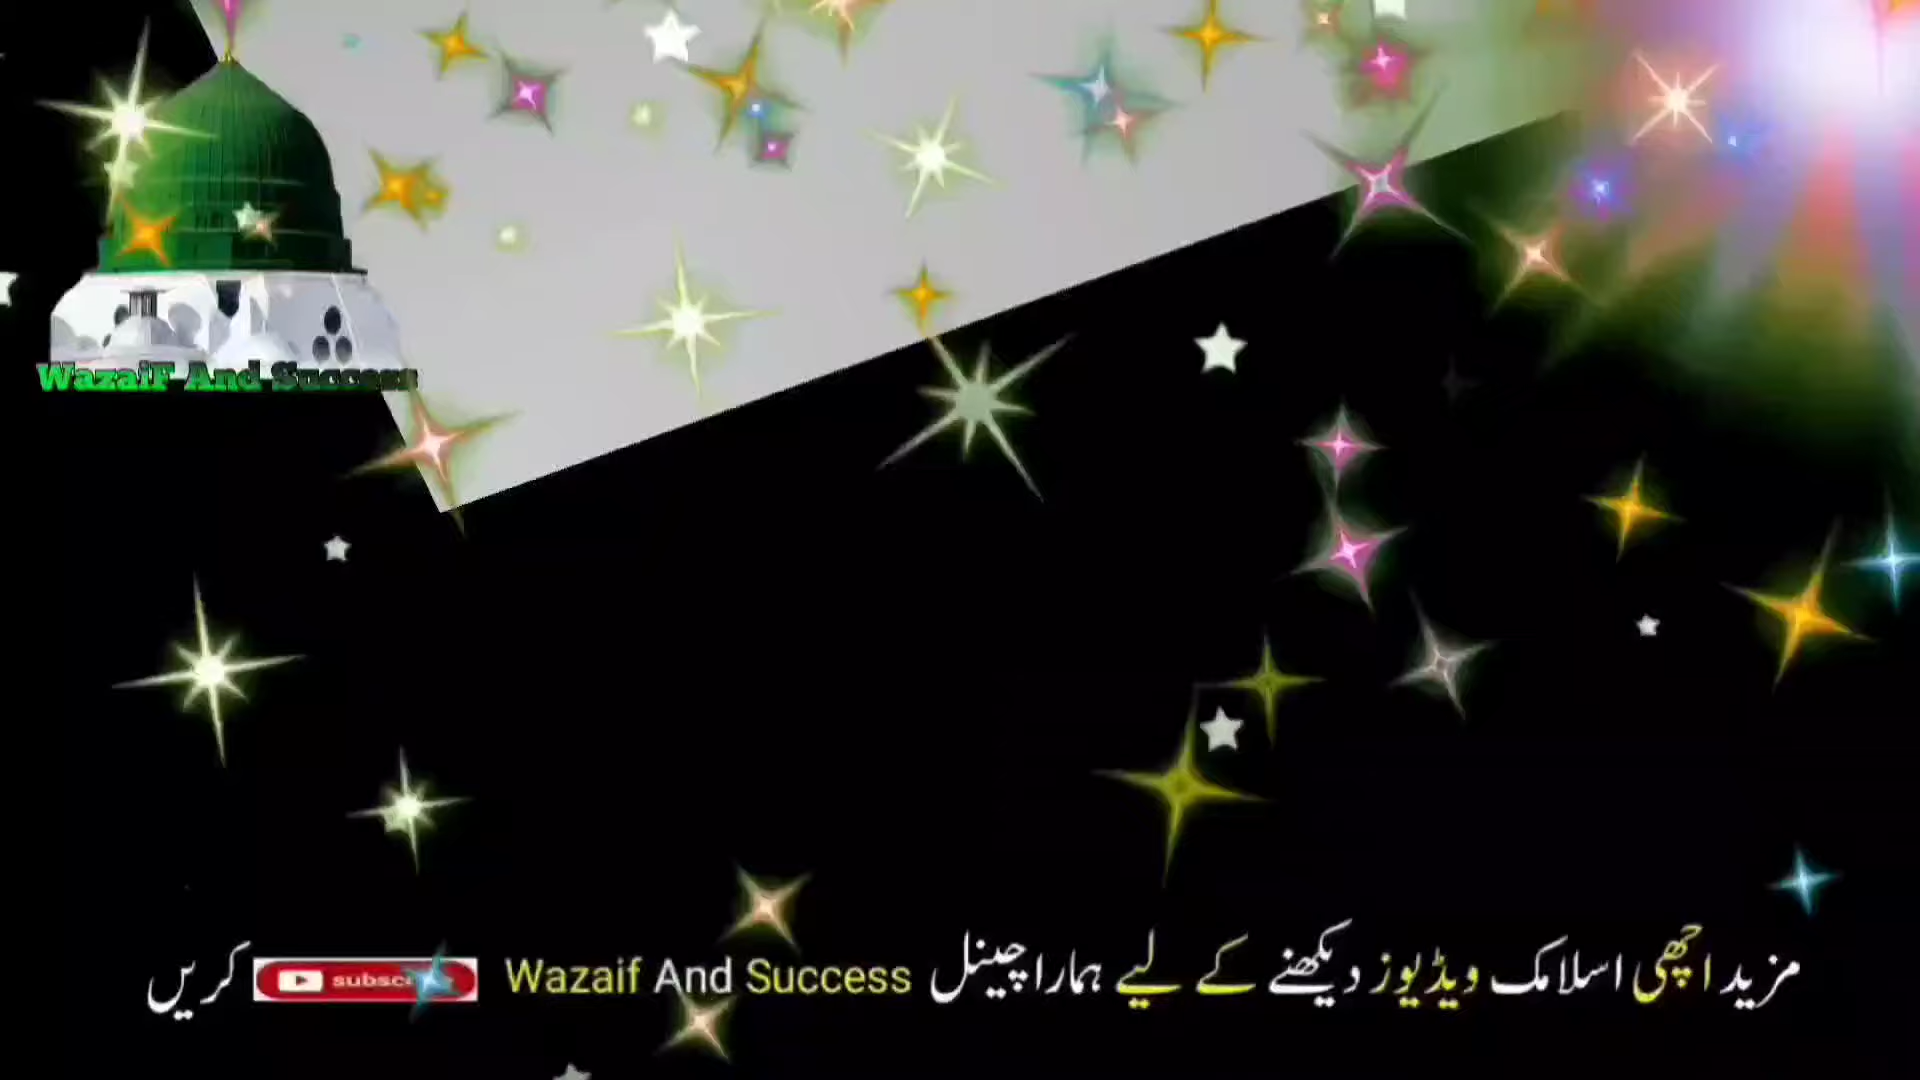 WazaiF And Success
مزید اچھی اسلامک ویڈیوز دیکھنے کے لیے ہمارا چینل Wazaif And Success کریں